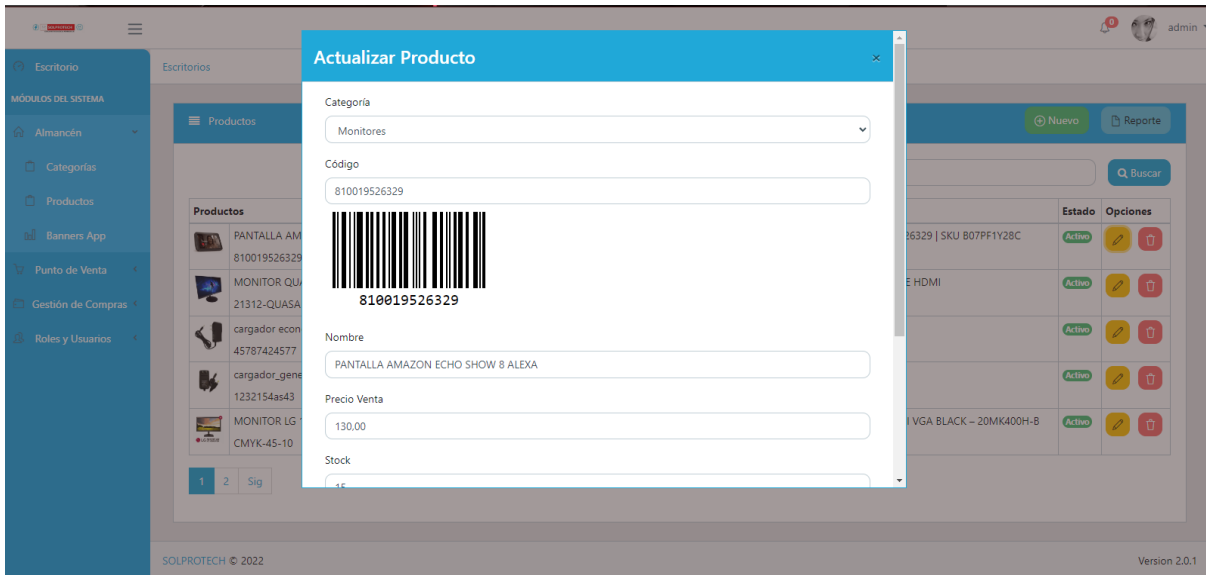 0
admin
Escritorio
MÓDULOS DEL SISTEMA
Almancén
Categorías
Productos
Banners App
Punto de Venta
Gestión de Compras
Roles y Usuarios
Escritorios
Productos
Nuevo
Reporte
Buscar
Productos
Estado
Opciones
PANTALLA AM
26329 | SKU B07PF1Y28C
Activo
810019526329
MONITOR QU
E HDMI
Activo
21312-QUASA
cargador econ
Activo
45787424577
cargador_gene
Activo
1232154as43
MONITOR LG
I VGA BLACK – 20MK400H-B
Activo
CMYK-45-10
1 2 Sig
SOLPROTECH © 2022
Version 2.0.1
Actualizar Producto
×
Categoría
Monitores
Código
810019526329
810019526329
Nombre
PANTALLA AMAZON ECHO SHOW 8 ALEXA
Precio Venta
130,00
Stock
15